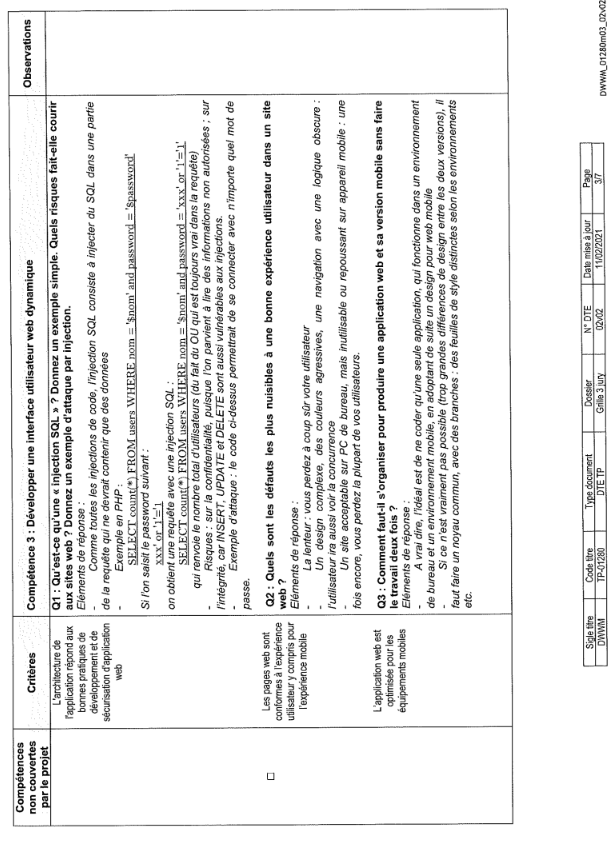 Compétences
non couvertes
par le projet
Critères
Compétence 3 : Développer une interface utilisateur web dynamique
Observations
L'architecture de
l'application répond aux
bonnes pratiques de
développement et de
sécurisation d'application
web
Q1 : Qu'est-ce qu'une « injection SQL » ? Donnez un exemple simple. Quels risques fait-elle courir
aux sites web ? Donnez un exemple d'attaque par injection.
Eléments de réponse :
- Comme toutes les injections de code, l'injection SQL consiste à injecter du SQL dans une partie
de la requête qui ne devrait contenir que des données
- Exemple en PHP :
SELECT count(*) FROM users WHERE nom = '$nom' and password = '$password'
Si l'on saisit le password suivant :
xxx' or '1'='1
on obtient une requête avec une injection SQL :
SELECT count(*) FROM users WHERE nom = '$nom' and password = 'xxx' or '1'='1'
qui renvoie le nombre total d'utilisateurs (du fait du OU qui est toujours vrai dans la requête)
- Risques : sur la confidentialité, puisque l'on parvient à lire des informations non autorisées ; sur
l'intégrité, car INSERT, UPDATE et DELETE sont aussi vulnérables aux injections.
- Exemple d'attaque : le code ci-dessus permettrait de se connecter avec n'importe quel mot de
passe.
☐
Les pages web sont
conformes à l'expérience
utilisateur y compris pour
l'expérience mobile
Q2 : Quels sont les défauts les plus nuisibles à une bonne expérience utilisateur dans un site
web ?
Eléments de réponse :
- La lenteur : vous perdez à coup sûr votre utilisateur
- Un design complexe, des couleurs agressives, une navigation avec une logique obscure :
l'utilisateur ira aussi voir la concurrence
- Un site acceptable sur PC de bureau, mais inutilisable ou repoussant sur appareil mobile : une
fois encore, vous perdez la plupart de vos utilisateurs.
L'application web est
optimisée pour les
équipements mobiles
Q3 : Comment faut-il s'organiser pour produire une application web et sa version mobile sans faire
le travail deux fois ?
Eléments de réponse :
- A vrai dire, l'idéal est de ne coder qu'une seule application, qui fonctionne dans un environnement
de bureau et un environnement mobile, en adoptant de suite un design pour web mobile
- Si ce n'est vraiment pas possible (trop grandes différences de design entre les deux versions), il
faut faire un noyau commun, avec des branches : des feuilles de style distinctes selon les environnements
etc.
Sigle titre Code titre Type document Dossier N° DTE Date mise à jour Page
DWWM TP-01280 DTE TP Grille 3 jury 02v02 11/02/2021 3/7
DWWM_D1280m03_02v02